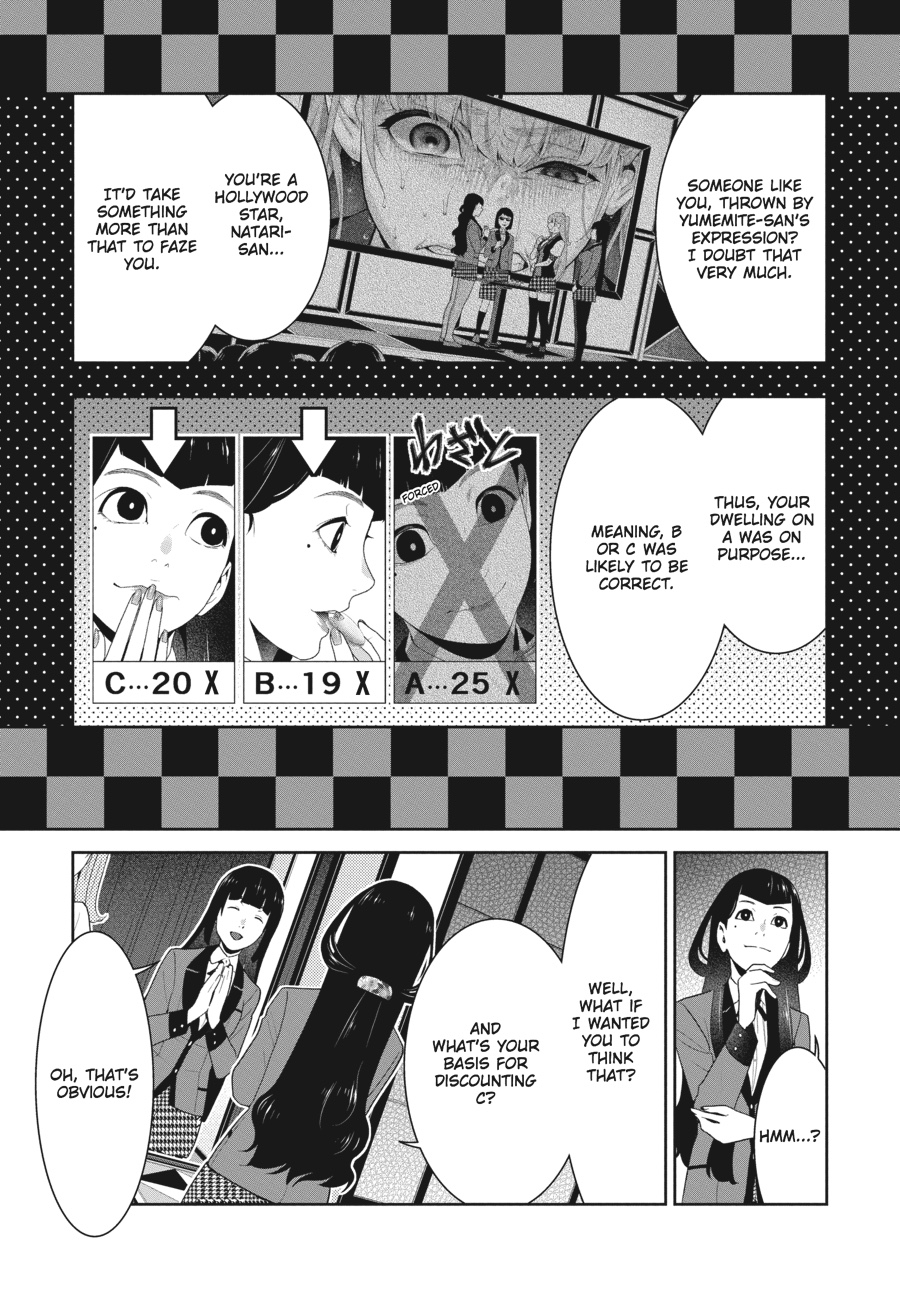 SOMEONE LIKE
YOU, THROWN BY
YUMEMITE-SAN'S
EXPRESSION?
I DOUBT THAT
VERY MUCH.
YOU'RE A
HOLLYWOOD
STAR,
NATARI-
SAN...
IT'D TAKE
SOMETHING
MORE THAN
THAT TO FAZE
YOU.
THUS, YOUR
DWELLING ON
A WAS ON
PURPOSE...
MEANING, B
OR C WAS
LIKELY TO BE
CORRECT.
わざと
FORCED
A…25 X
B…19 X
C…20 X
HMM...?
WELL,
WHAT IF
I WANTED
YOU TO
THINK
THAT?
AND
WHAT'S YOUR
BASIS FOR
DISCOUNTING
C?
OH, THAT'S
OBVIOUS!